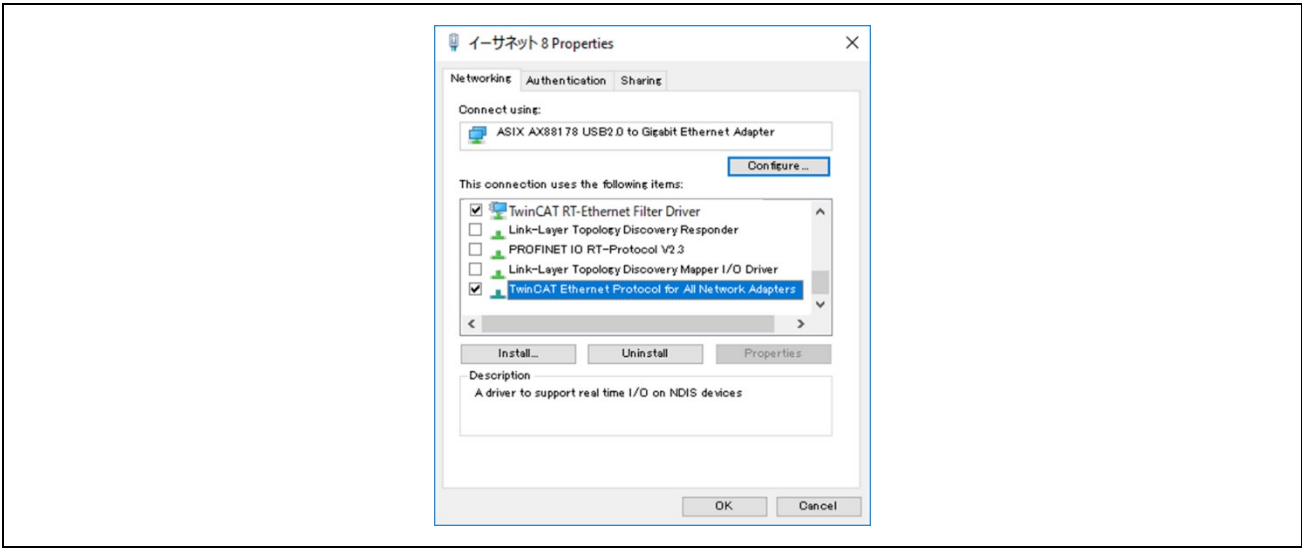 イーサネット 8 Properties
Networking Authentication Sharing
Connect using:
ASIX AX88178 USB2.0 to Gigabit Ethernet Adapter
Configure...
This connection uses the following items:
TwinCAT RT-Ethernet Filter Driver
Link-Layer Topology Discovery Responder
PROFINET IO RT-Protocol V2.3
Link-Layer Topology Discovery Mapper I/O Driver
TwinCAT Ethernet Protocol for All Network Adapters
Install... Uninstall Properties
Description
A driver to support real time I/O on NDIS devices
OK Cancel